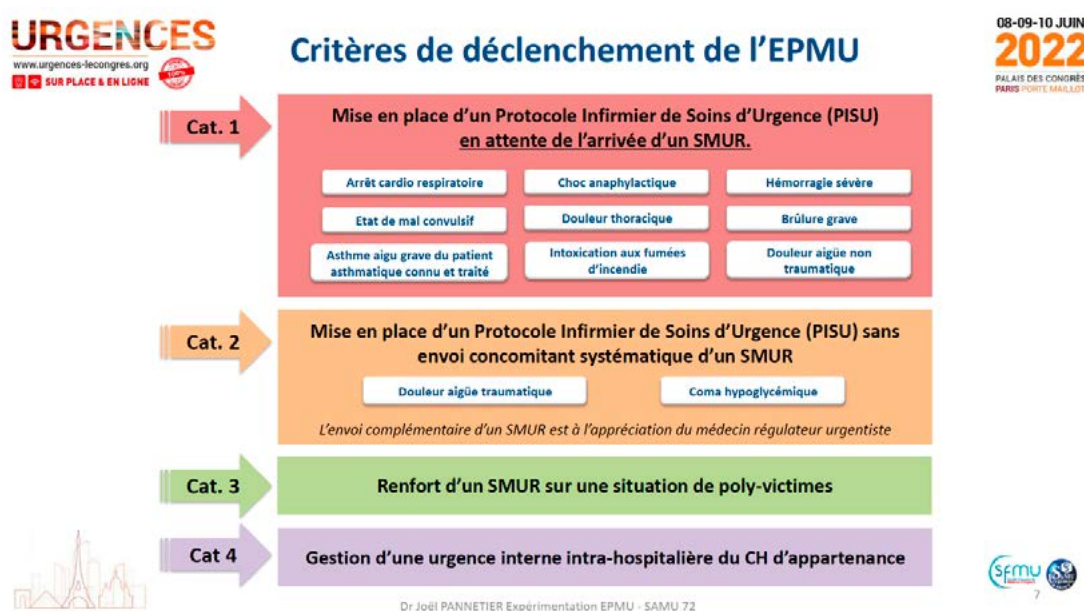 URGENCES
www.urgences-lecongres.org
SUR PLACE & EN LIGNE
100%
Critères de déclenchement de l'EPMU
08-09-10 JUIN
2022
PALAIS DES CONGRÈS
PARIS PORTE MAILLOT
Cat. 1
Mise en place d'un Protocole Infirmier de Soins d'Urgence (PISU)
en attente de l'arrivée d'un SMUR.
Arrêt cardio respiratoire
Choc anaphylactique
Hémorragie sévère
Etat de mal convulsif
Douleur thoracique
Brûlure grave
Asthme aigu grave du patient
asthmatique connu et traité
Intoxication aux fumées
d'incendie
Douleur aigüe non
traumatique
Cat. 2
Mise en place d'un Protocole Infirmier de Soins d'Urgence (PISU) sans
envoi concomitant systématique d'un SMUR
Douleur aigüe traumatique
Coma hypoglycémique
L'envoi complémentaire d'un SMUR est à l'appréciation du médecin régulateur urgentiste
Cat. 3
Renfort d'un SMUR sur une situation de poly-victimes
Cat 4
Gestion d'une urgence interne intra-hospitalière du CH d'appartenance
sfmu
7
Dr Joël PANNETIER Expérimentation EPMU - SAMU 72